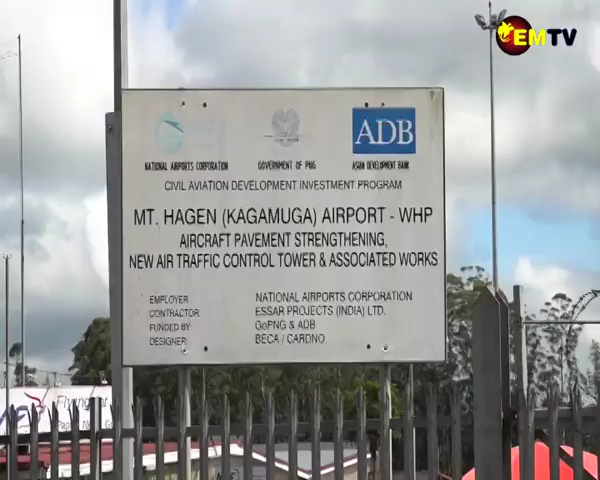 EMTV
ADB
NATIONAL AIRPORTS CORPORATION
GOVERNMENT OF PNG
ASIAN DEVELOPMENT BANK
CIVIL AVIATION DEVELOPMENT INVESTMENT PROGRAM
MT. HAGEN (KAGAMUGA) AIRPORT - WHP
AIRCRAFT PAVEMENT STRENGTHENING,
NEW AIR TRAFFIC CONTROL TOWER & ASSOCIATED WORKS
EMPLOYER NATIONAL AIRPORTS CORPORATION
CONTRACTOR ESSAR PROJECTS (INDIA) LTD.
FUNDED BY: GoPNG & ADB
DESIGNER: BECA / CARDNO